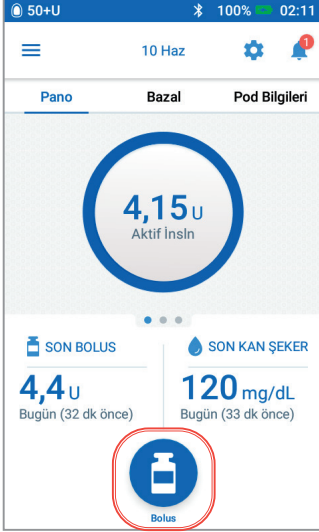 50+U 100% 02:11
10 Haz 1
Pano Bazal Pod Bilgileri
4,15 U
Aktif İnsln
SON BOLUS SON KAN ŞEKER
4,4 U 120 mg/dL
Bugün (32 dk önce) Bugün (33 dk önce)
Bolus